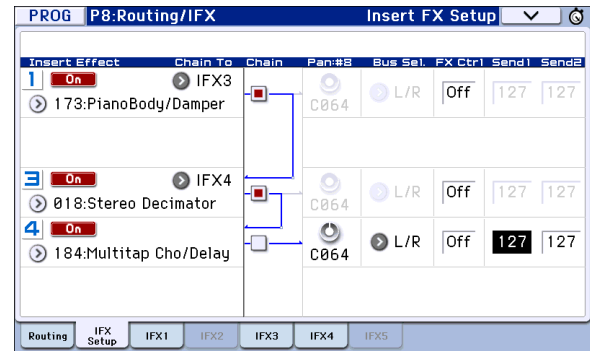 PROG P8:Routing/IFX Insert FX Setup
Insert Effect Chain To Chain Pan:#8 Bus Sel. FX Ctrl Send1 Send2
1 On IFX3
173:PianoBody/Damper C064 L/R Off 127 127
3 On IFX4
018:Stereo Decimator C064 L/R Off 127 127
4 On
184:Multitap Cho/Delay C064 L/R Off 127 127
Routing IFX Setup IFX1 IFX2 IFX3 IFX4 IFX5